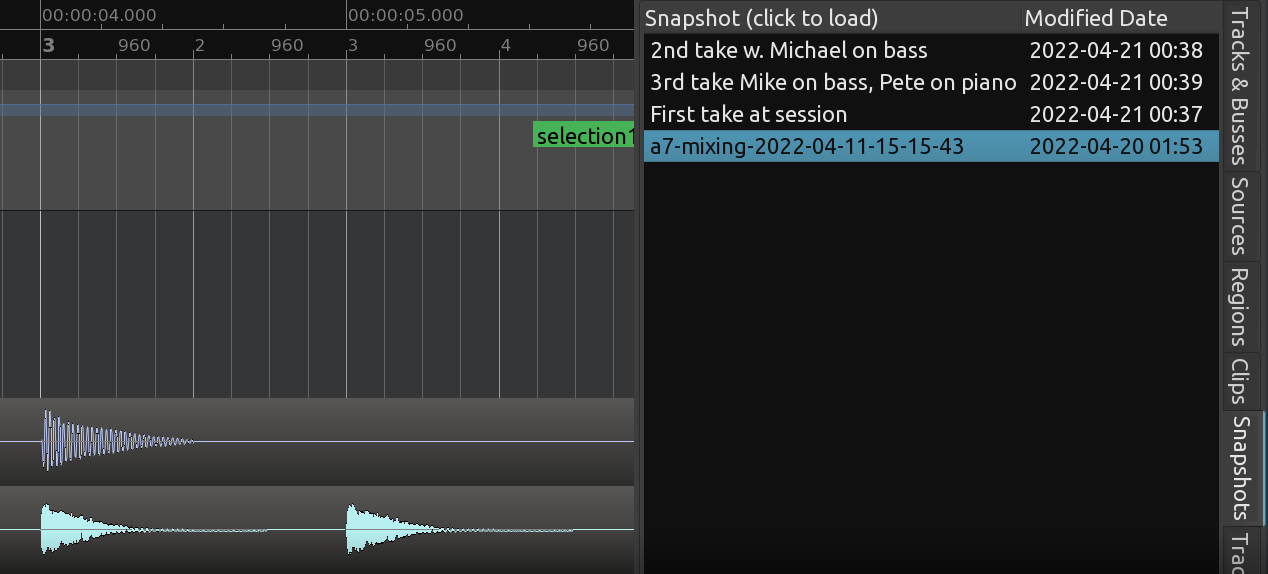 00:00:04.000 00:00:05.000
3 960 2 960 3 960 4 960
selection1
Snapshot (click to load) Modified Date
2nd take w. Michael on bass 2022-04-21 00:38
3rd take Mike on bass, Pete on piano 2022-04-21 00:39
First take at session 2022-04-21 00:37
a7-mixing-2022-04-11-15-15-43 2022-04-20 01:53
Tracks & Busses
Sources
Regions
Clips
Snapshots